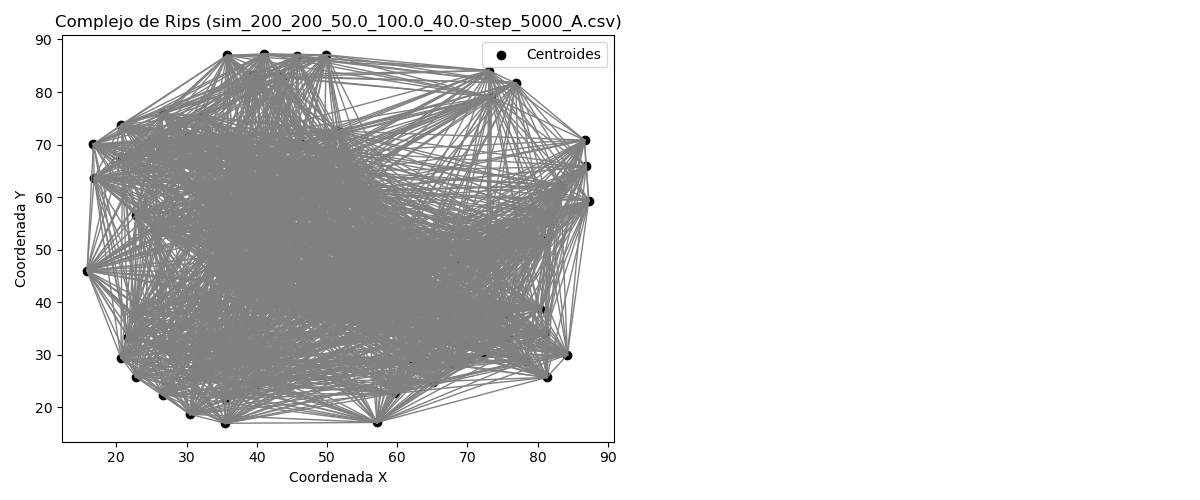 Complejo de Rips (sim_200_200_50.0_100.0_40.0-step_5000_A.csv)
Centroides
90
80
70
60
50
40
30
20
Coordenada Y
20 30 40 50 60 70 80 90
Coordenada X